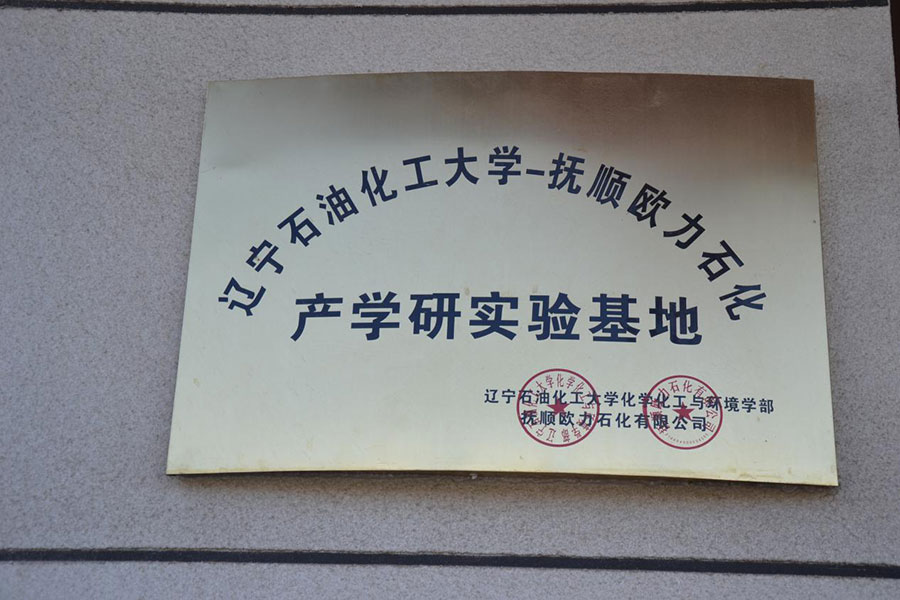 辽宁石油化工大学-抚顺欧力石化
产学研实验基地
辽宁石油化工大学化学化工与环境学部
抚顺欧力石化有限公司